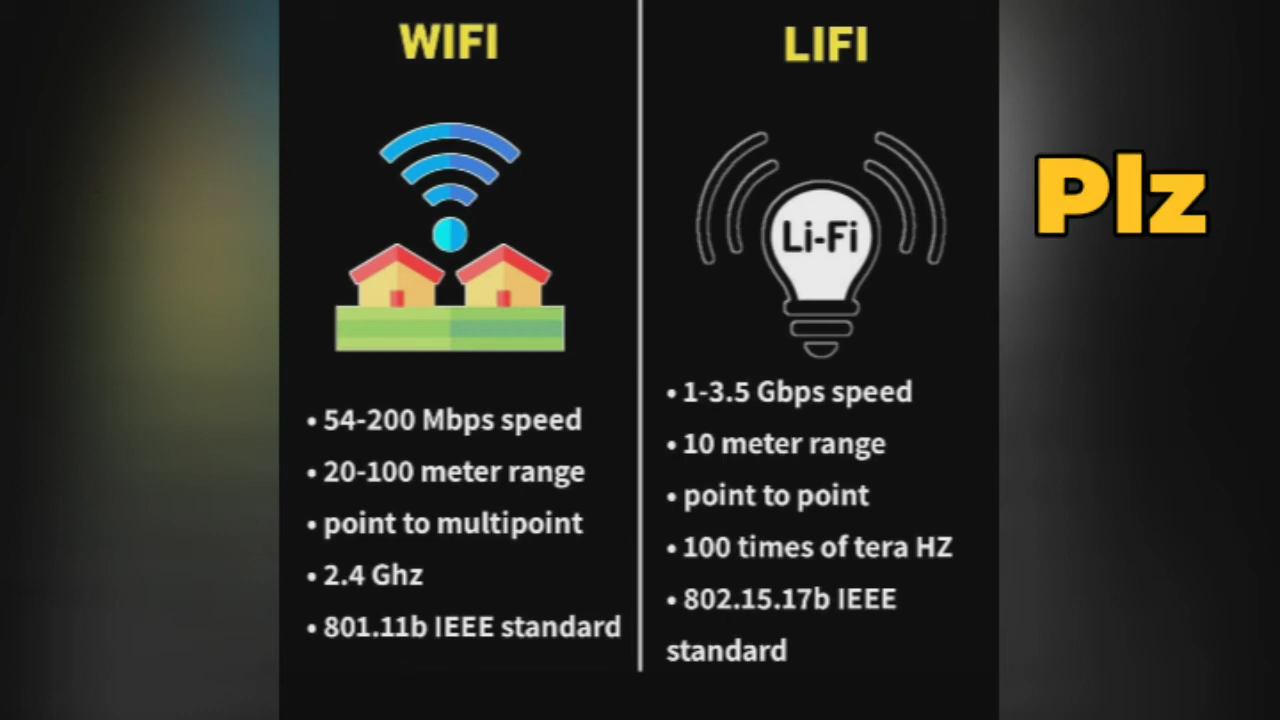 WIFI
• 54-200 Mbps speed
• 20-100 meter range
• point to multipoint
• 2.4 Ghz
• 801.11b IEEE standard
LIFI
Li-Fi
• 1-3.5 Gbps speed
• 10 meter range
• point to point
• 100 times of tera HZ
• 802.15.17b IEEE
standard
Plz